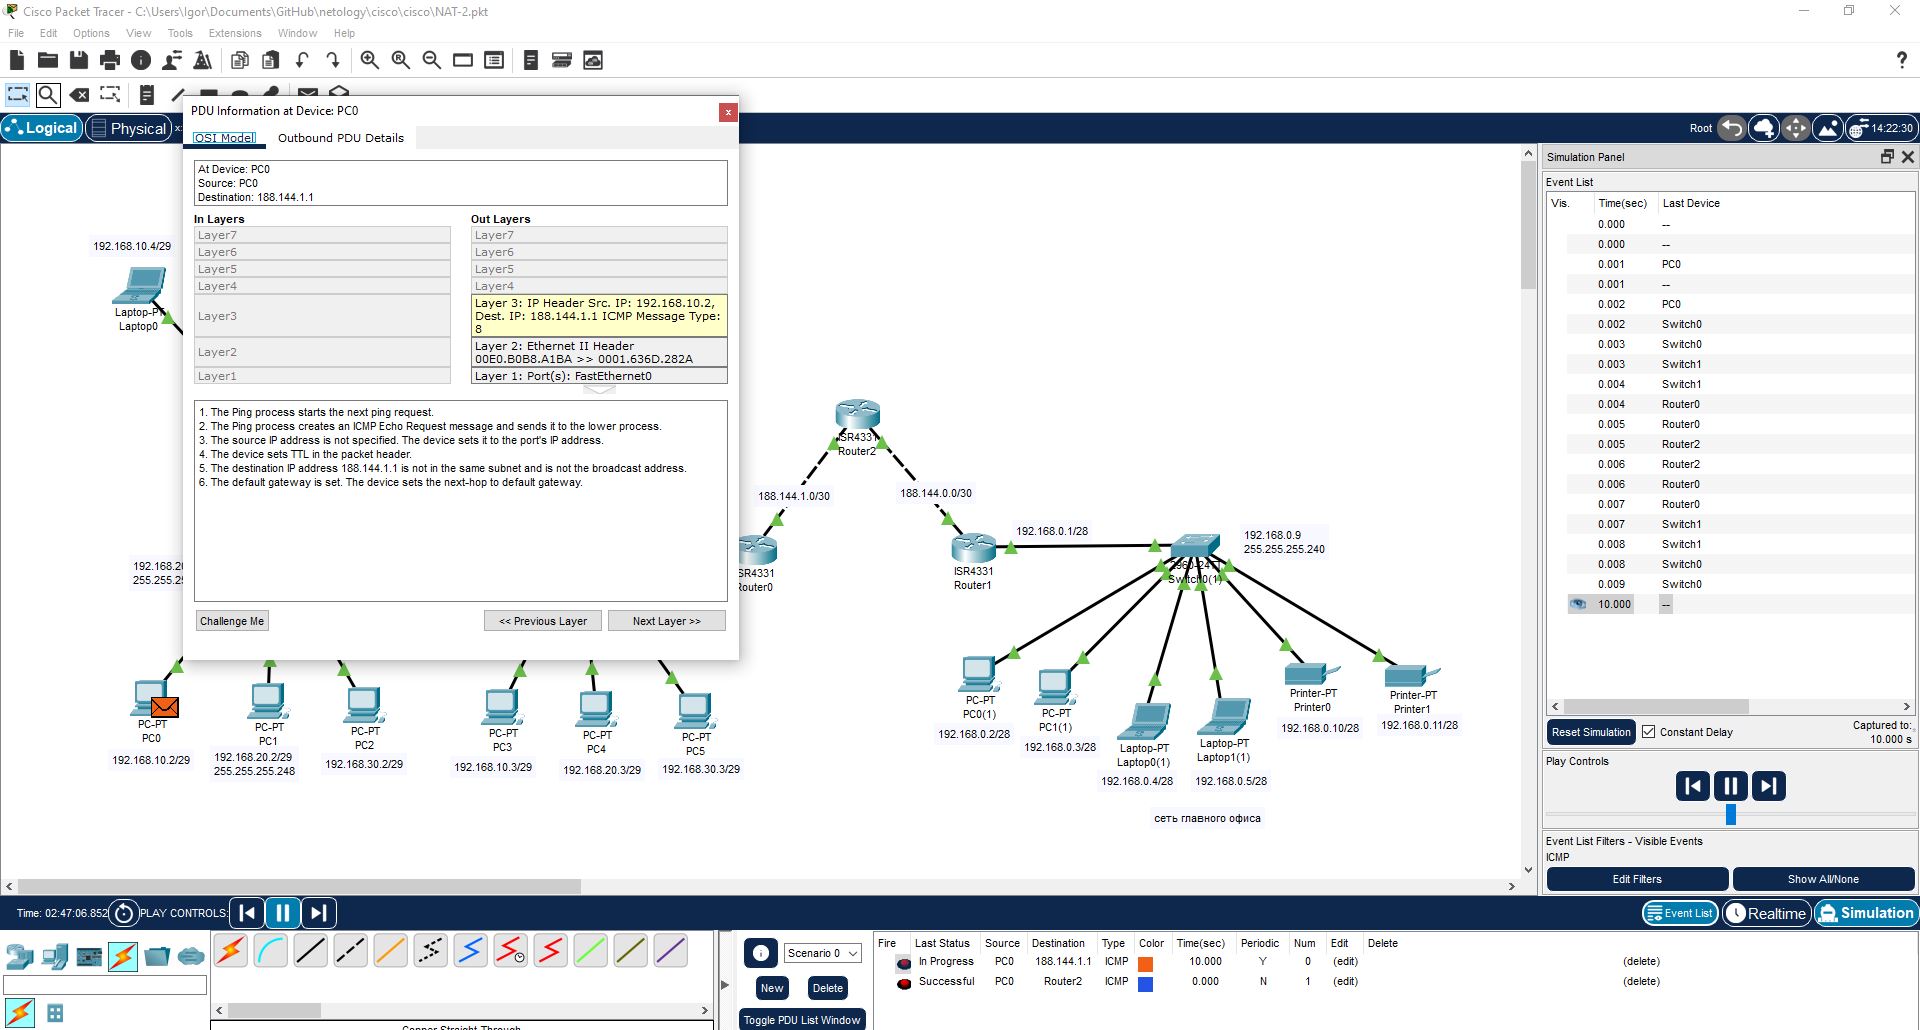 Cisco Packet Tracer - C:\Users\Igor\Documents\GitHub\netology\cisco\cisco\NAT-2.pkt
File Edit Options View Tools Extensions Window Help
Logical
Physical
Root
14:22:30
PDU Information at Device: PC0
x
OSI Model
Outbound PDU Details
At Device: PC0
Source: PC0
Destination: 188.144.1.1
In Layers
Out Layers
Layer7
Layer7
Layer6
Layer6
Layer5
Layer5
Layer4
Layer4
Layer3
Layer 3: IP Header Src. IP: 192.168.10.2,
Dest. IP: 188.144.1.1 ICMP Message Type:
8
Layer2
Layer 2: Ethernet II Header
00E0.B0B8.A1BA >> 0001.636D.282A
Layer1
Layer 1: Port(s): FastEthernet0
1. The Ping process starts the next ping request.
2. The Ping process creates an ICMP Echo Request message and sends it to the lower process.
3. The source IP address is not specified. The device sets it to the port's IP address.
4. The device sets TTL in the packet header.
5. The destination IP address 188.144.1.1 is not in the same subnet and is not the broadcast address.
6. The default gateway is set. The device sets the next-hop to default gateway.
Challenge Me
<< Previous Layer
Next Layer >>
192.168.10.4/29
Laptop-PT
Laptop0
192.168.20
255.255.25
ISR4331
Router2
188.144.1.0/30
188.144.0.0/30
192.168.0.1/28
192.168.0.9
255.255.255.240
SR4331
outer0
ISR4331
Router1
Switch0(1)
PC-PT
PC0
192.168.10.2/29
PC-PT
PC1
192.168.20.2/29
255.255.255.248
PC-PT
PC2
192.168.30.2/29
PC-PT
PC3
192.168.10.3/29
PC-PT
PC4
192.168.20.3/29
PC-PT
PC5
192.168.30.3/29
PC-PT
PC0(1)
192.168.0.2/28
PC-PT
PC1(1)
192.168.0.3/28
Laptop-PT
Laptop0(1)
192.168.0.4/28
Laptop-PT
Laptop1(1)
192.168.0.5/28
Printer-PT
Printer0
192.168.0.10/28
Printer-PT
Printer1
192.168.0.11/28
сеть главного офиса
Simulation Panel
Event List
Vis. Time(sec) Last Device
0.000 --
0.000 --
0.001 PC0
0.001 --
0.002 PC0
0.002 Switch0
0.003 Switch0
0.003 Switch1
0.004 Switch1
0.004 Router0
0.005 Router0
0.005 Router2
0.006 Router2
0.006 Router0
0.007 Router0
0.007 Switch1
0.008 Switch1
0.008 Switch0
0.009 Switch0
10.000 --
Reset Simulation
Constant Delay
Captured to:
10.000 s
Play Controls
Event List Filters - Visible Events
ICMP
Edit Filters
Show All/None
Time: 02:47:06.852
PLAY CONTROLS:
Event List
Realtime
Simulation
Scenario 0
New
Delete
Toggle PDU List Window
Fire Last Status Source Destination Type Color Time(sec) Periodic Num Edit Delete
In Progress PC0 188.144.1.1 ICMP 10.000 Y 0 (edit) (delete)
Successful PC0 Router2 ICMP 0.000 N 1 (edit) (delete)
Copper Straight-Through